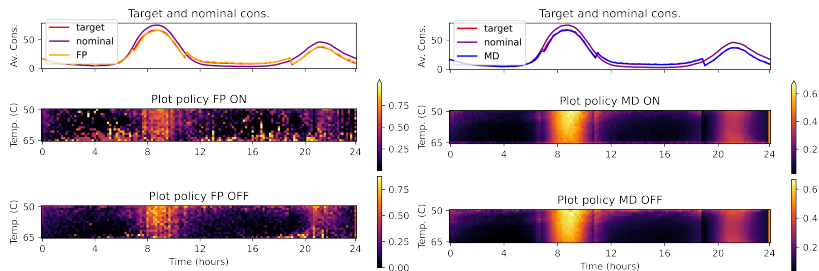 Target and nominal cons.
Av. Cons.
50
0
target
nominal
FP
Plot policy FP ON
Temp. (C)
50
65
0 4 8 12 16 20 24
0.75
0.50
0.25
Plot policy FP OFF
Temp. (C)
50
65
0 4 8 12 16 20 24
Time (hours)
0.75
0.50
0.25
0.00
Target and nominal cons.
Av. Cons.
50
0
target
nominal
MD
Plot policy MD ON
Temp. (C)
50
65
0 4 8 12 16 20 24
0.6
0.4
0.2
Plot policy MD OFF
Temp. (C)
50
65
0 4 8 12 16 20 24
Time (hours)
0.6
0.4
0.2